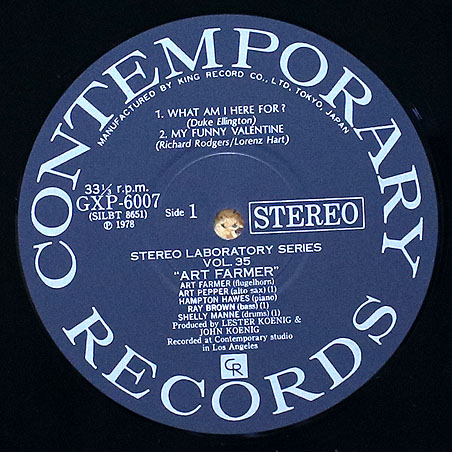 CONTEMPORARY
MANUFACTURED BY KING RECORD CO., LTD. TOKYO, JAPAN
1. WHAT AM I HERE FOR?
(Duke Ellington)
2. MY FUNNY VALENTINE
(Richard Rodgers/Lorenz Hart)
33⅓ r.p.m.
GXP-6007
(SILBT 8651)
Ⓟ 1978
Side 1
STEREO
STEREO LABORATORY SERIES
VOL. 35
"ART FARMER"
ART FARMER (flugelhorn)
ART PEPPER (alto sax) (1)
HAMPTON HAWES (piano)
RAY BROWN (bass) (1)
SHELLY MANNE (drums) (1)
Produced by LESTER KOENIG &
JOHN KOENIG
Recorded at Contemporary studio
in Los Angeles
CR
RECORDS